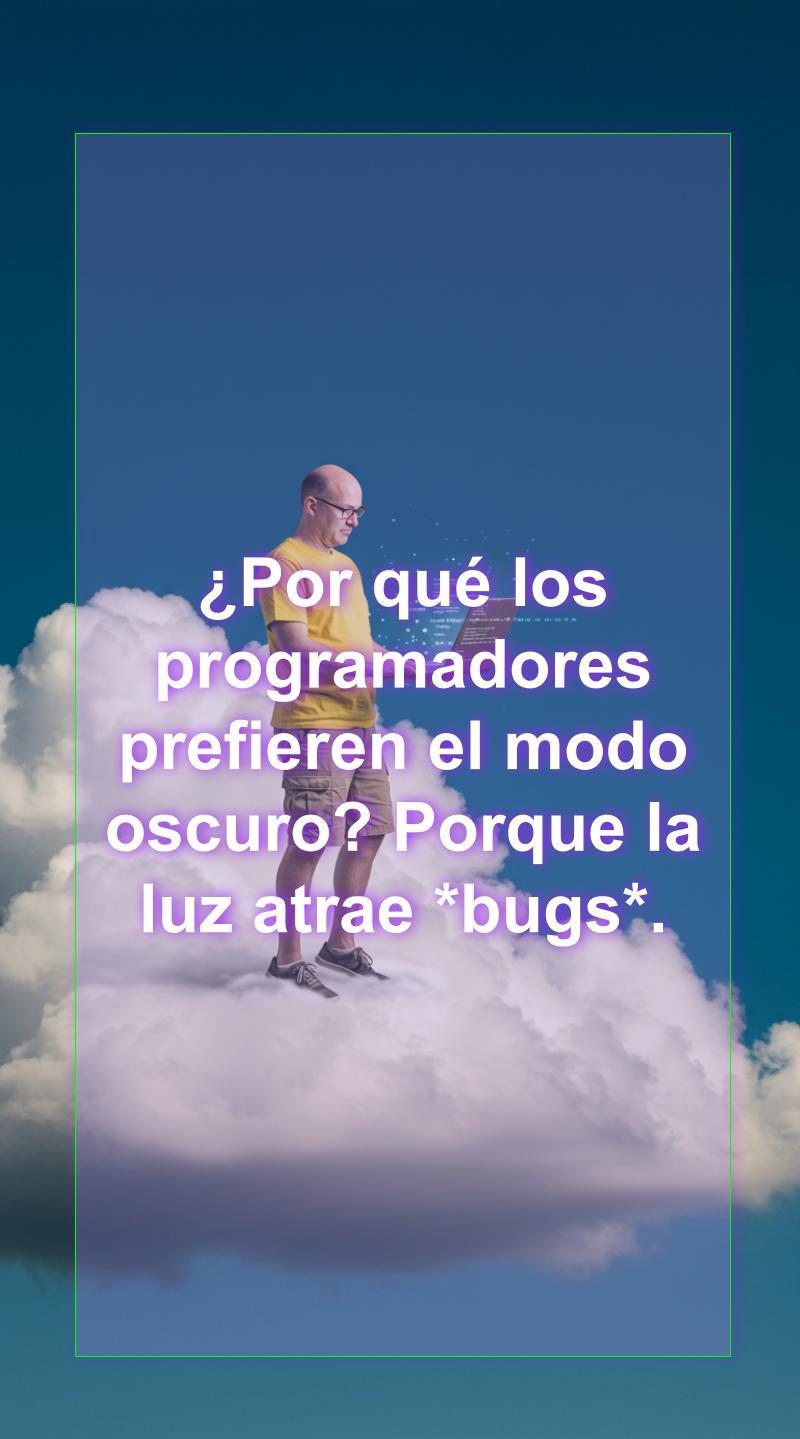 ¿Por qué los
programadores
prefieren el modo
oscuro? Porque la
luz atrae *bugs*.